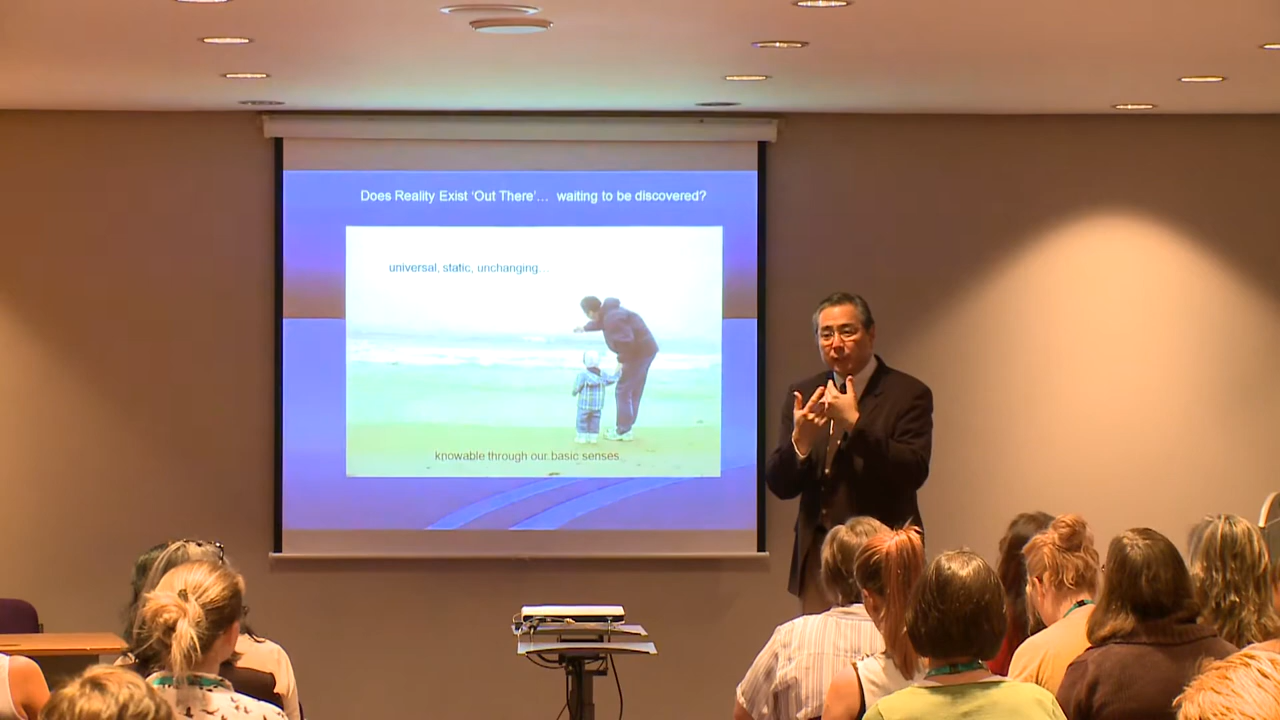 Does Reality Exist ‘Out There’… waiting to be discovered?
universal, static, unchanging…
knowable through our basic senses